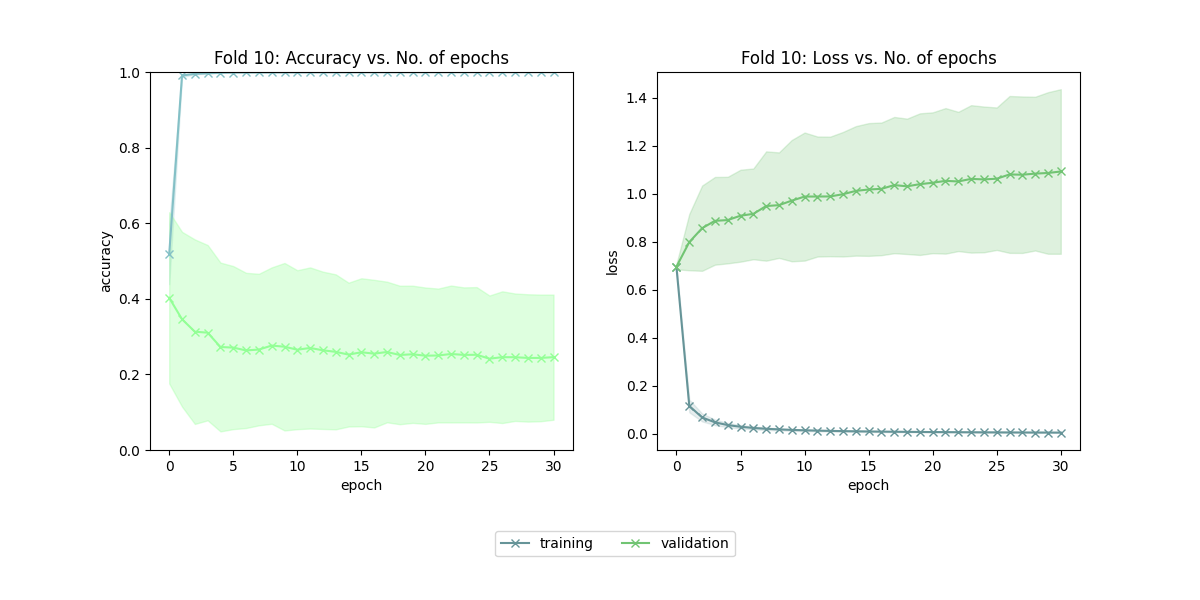 Fold 10: Accuracy vs. No. of epochs
1.0
0.8
0.6
0.4
0.2
0.0
accuracy
0 5 10 15 20 25 30
epoch
Fold 10: Loss vs. No. of epochs
1.4
1.2
1.0
0.8
0.6
0.4
0.2
0.0
loss
0 5 10 15 20 25 30
epoch
training validation